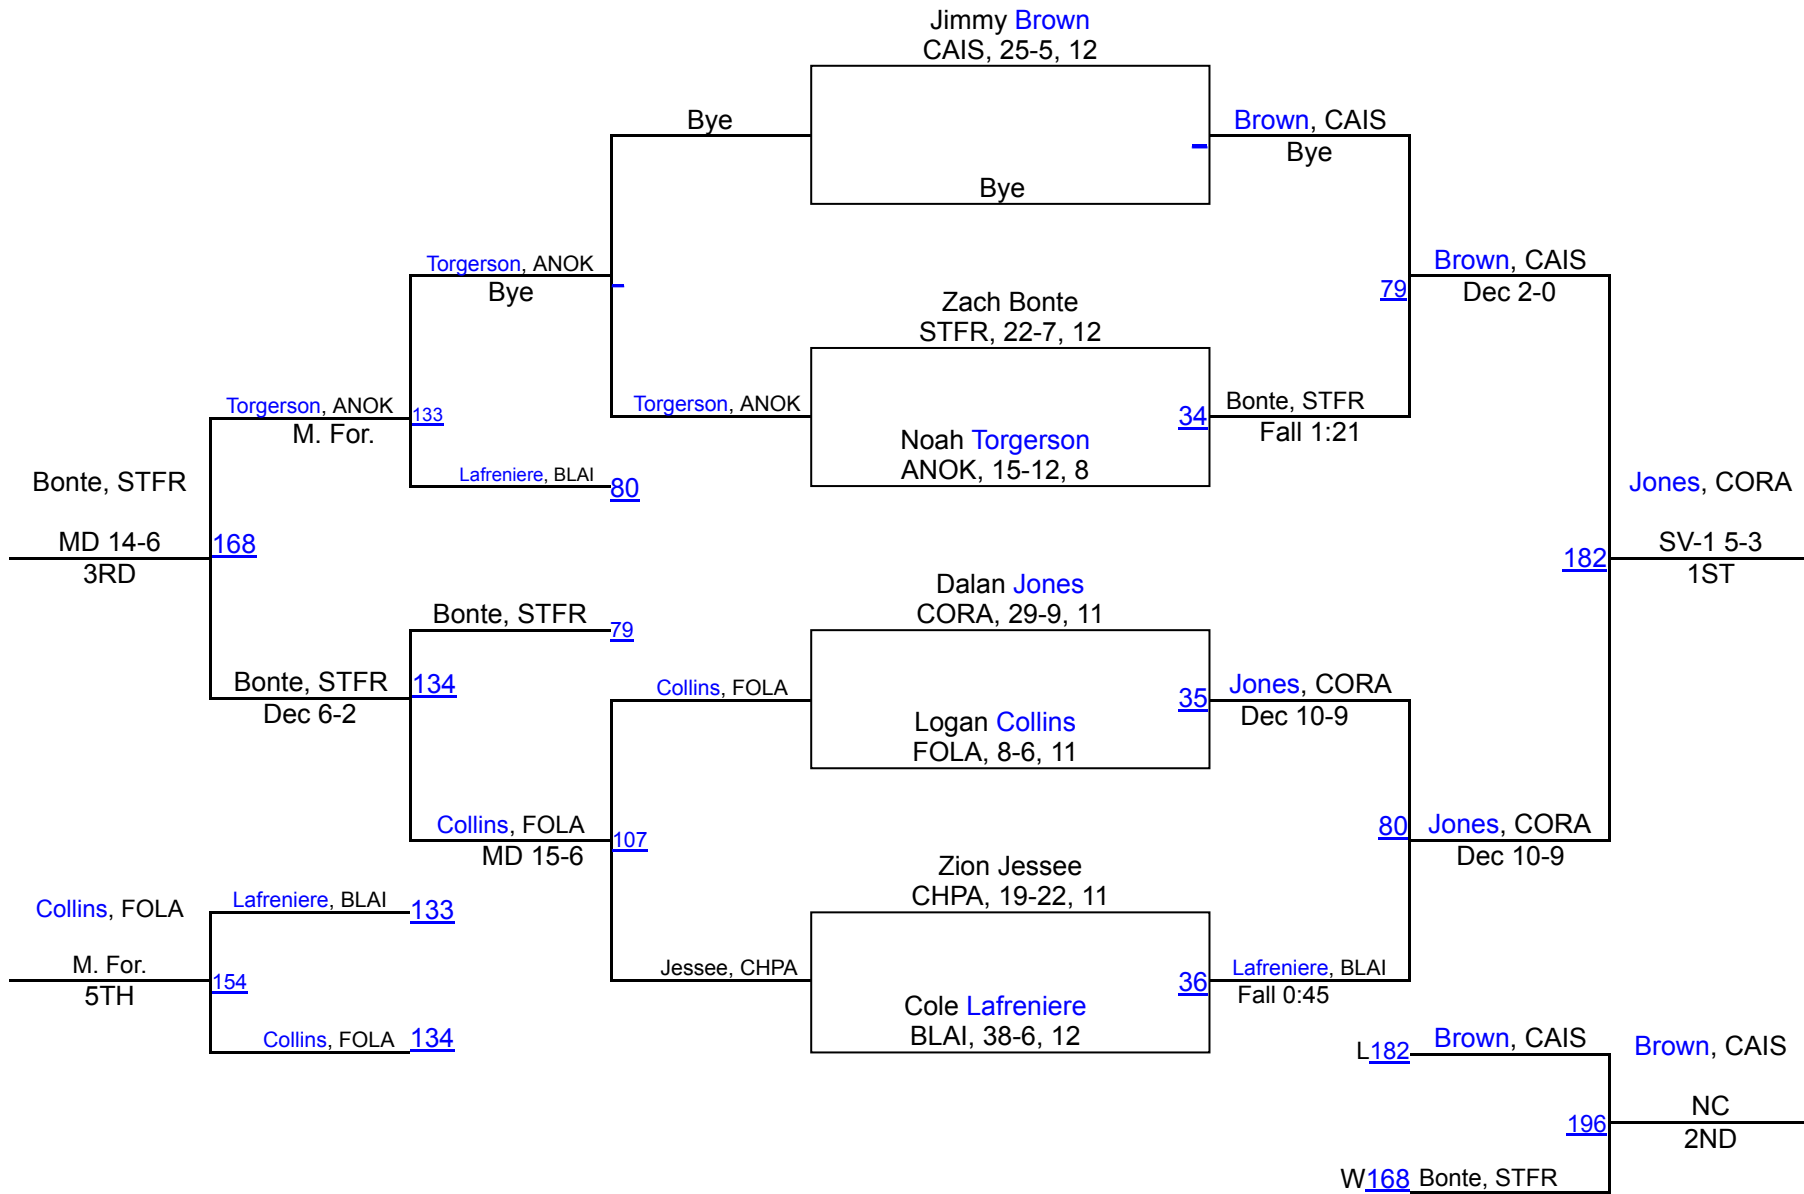 Jimmy Brown
CAIS, 25-5, 12
Bye
Brown, CAIS
Bye
Bye
Torgerson, ANOK
Bye
Brown, CAIS
Dec 2-0
79
Zach Bonte
STFR, 22-7, 12
Torgerson, ANOK
M. For.
133
Torgerson, ANOK
34
Bonte, STFR
Fall 1:21
Noah Torgerson
ANOK, 15-12, 8
Lafreniere, BLAI
80
Bonte, STFR
MD 14-6
3RD
168
Jones, CORA
SV-1 5-3
1ST
182
Dalan Jones
CORA, 29-9, 11
Bonte, STFR
79
Bonte, STFR
Dec 6-2
134
Collins, FOLA
35
Jones, CORA
Dec 10-9
Logan Collins
FOLA, 8-6, 11
Collins, FOLA
MD 15-6
107
80
Jones, CORA
Dec 10-9
Zion Jessee
CHPA, 19-22, 11
Collins, FOLA
M. For.
5TH
Lafreniere, BLAI
133
154
Jessee, CHPA
36
Lafreniere, BLAI
Fall 0:45
Cole Lafreniere
BLAI, 38-6, 12
Collins, FOLA
134
L182
Brown, CAIS
Brown, CAIS
NC
2ND
196
W168
Bonte, STFR